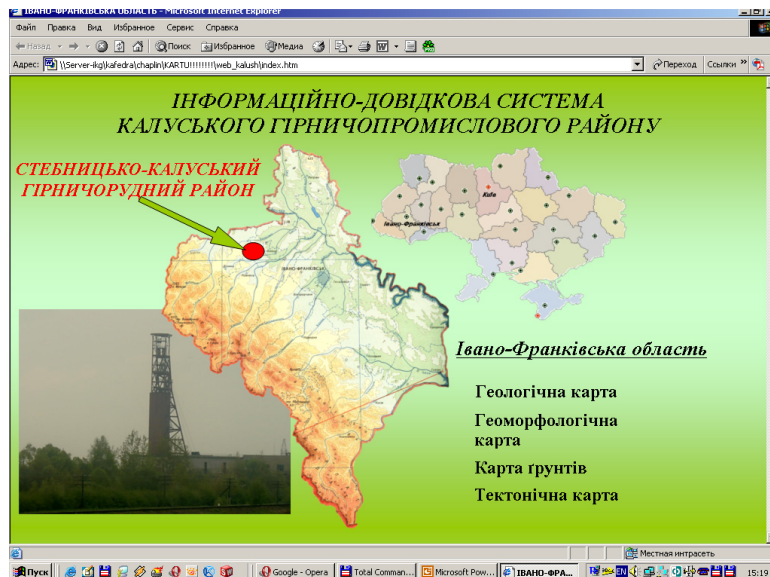 ІВАНО-ФРАНКІВСЬКА ОБЛАСТЬ - Microsoft Internet Explorer
Файл Правка Вид Избранное Сервис Справка
Назад Поиск Избранное Медиа
Адрес: \\Server-ikg\kafedra\chaplin\KARTU!!!!!!!!\web_kalush\index.htm Переход Ссылки »
ІНФОРМАЦІЙНО-ДОВІДКОВА СИСТЕМА
КАЛУСЬКОГО ГІРНИЧОПРОМИСЛОВОГО РАЙОНУ
СТЕБНИЦЬКО-КАЛУСЬКИЙ
ГІРНИЧОРУДНИЙ РАЙОН
Київ
Івано-Франківськ
ІВАНО-ФРАНКІВСЬК
Івано-Франківська область
Геологічна карта
Геоморфологічна
карта
Карта ґрунтів
Тектонічна карта
Местная интрасеть
Пуск Google - Opera Total Comman... Microsoft Pow... ІВАНО-ФРА... EN 15:19